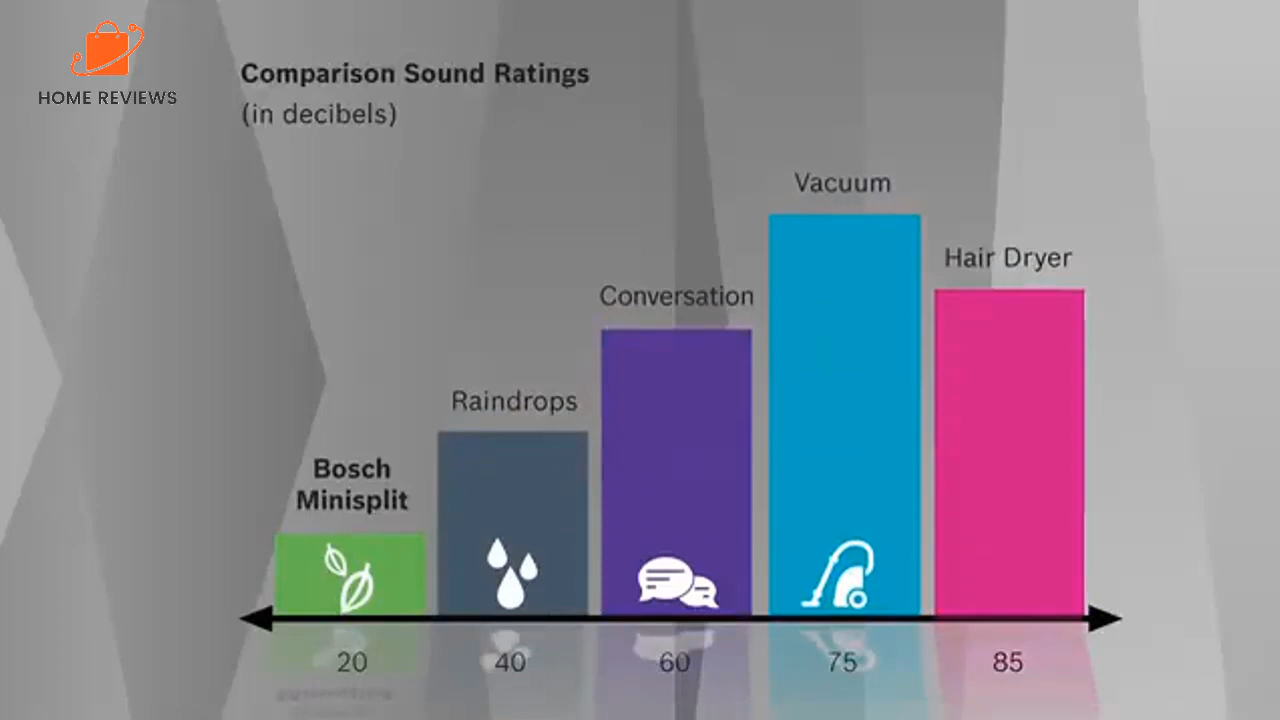 HOME REVIEWS
Comparison Sound Ratings
(in decibels)
Vacuum
Hair Dryer
Conversation
Raindrops
Bosch
Minisplit
20 40 60 75 85